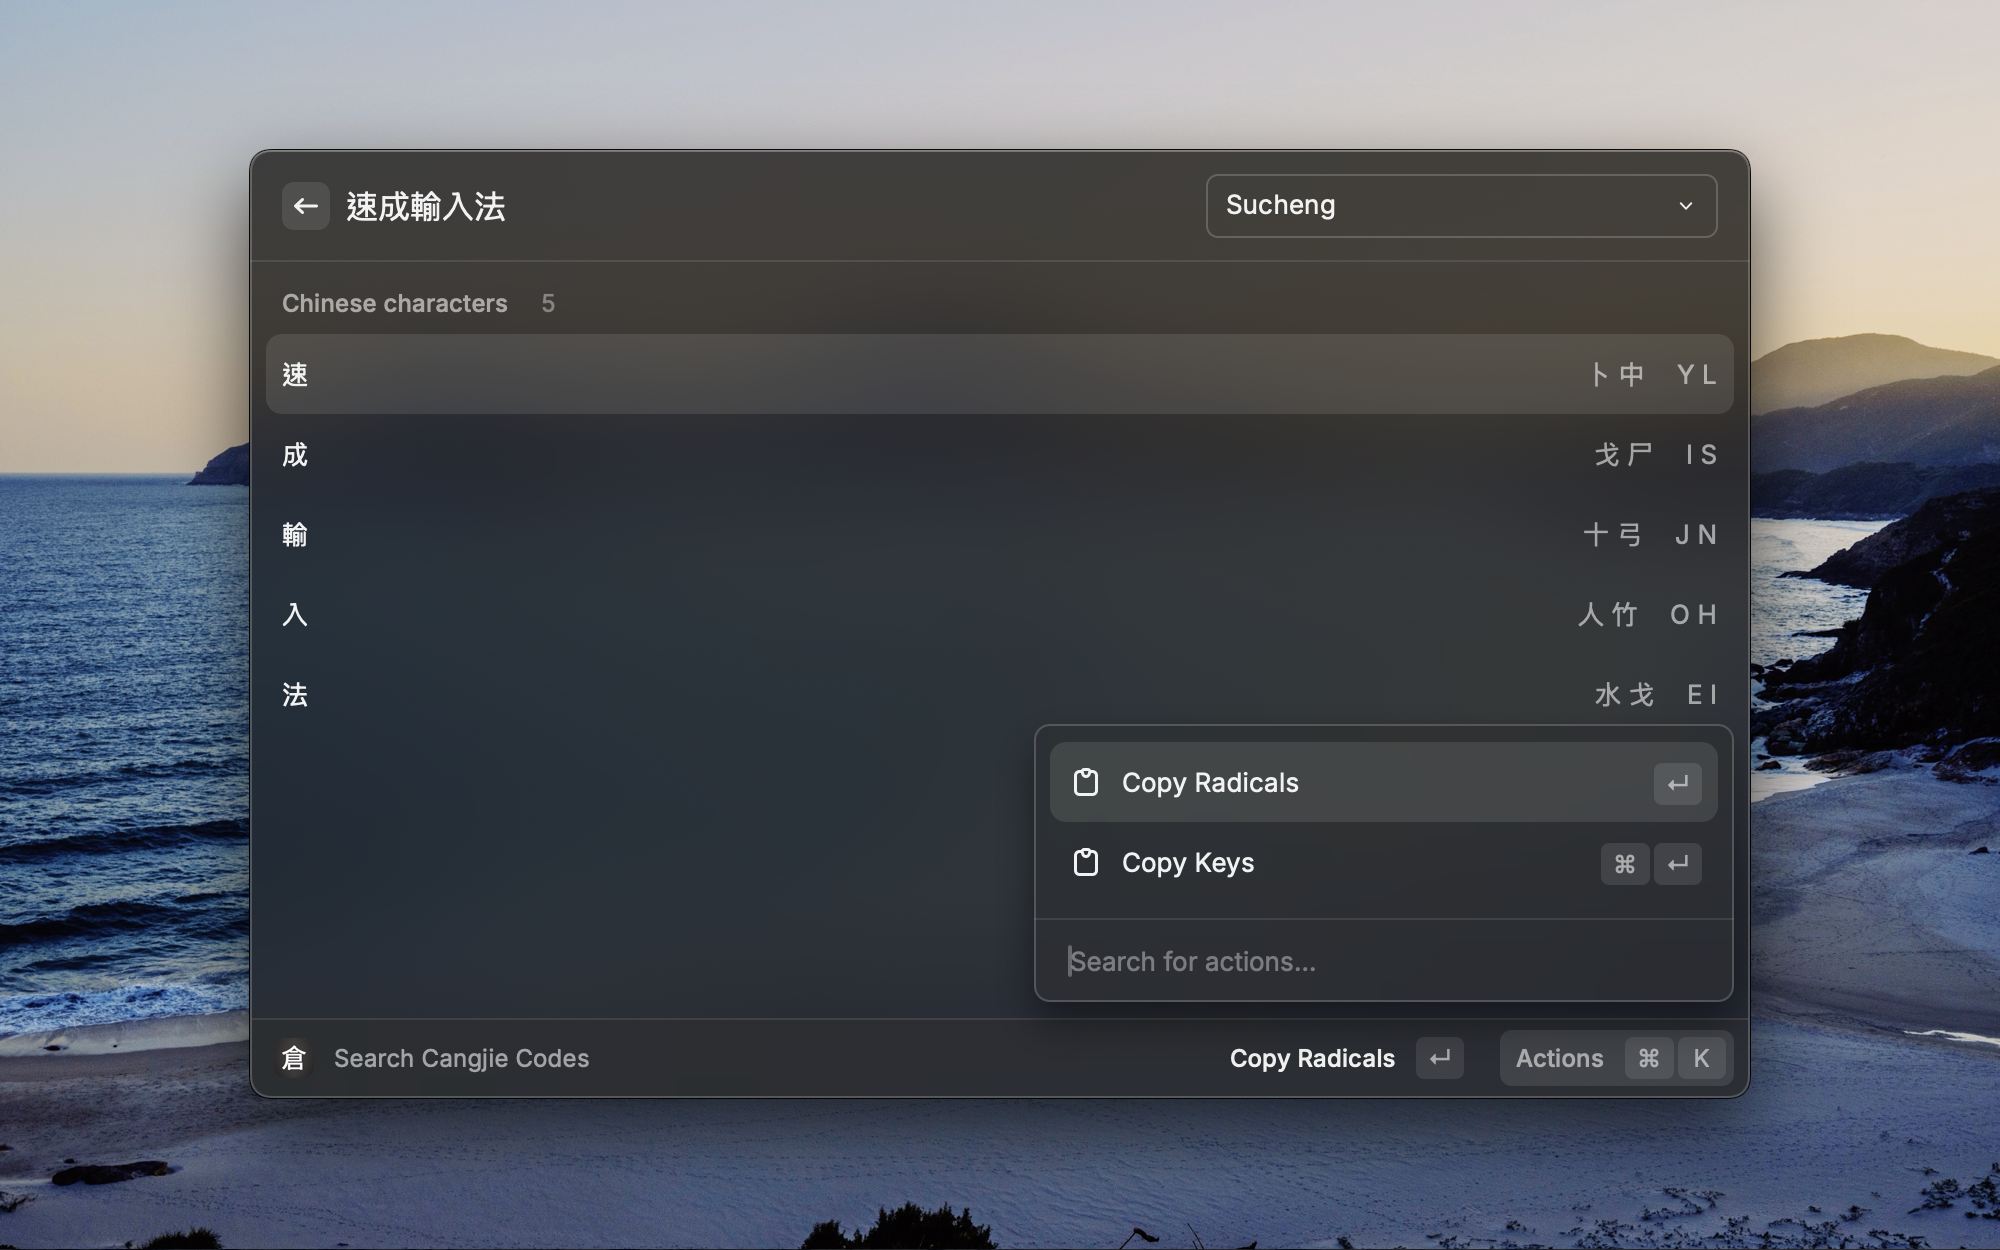 速成輸入法
Sucheng
Chinese characters 5
速 卜中 YL
成 戈尸 IS
輸 十弓 JN
入 人竹 OH
法 水戈 EI
Copy Radicals ↵
Copy Keys ⌘ ↵
Search for actions...
倉 Search Cangjie Codes Copy Radicals ↵ Actions ⌘ K